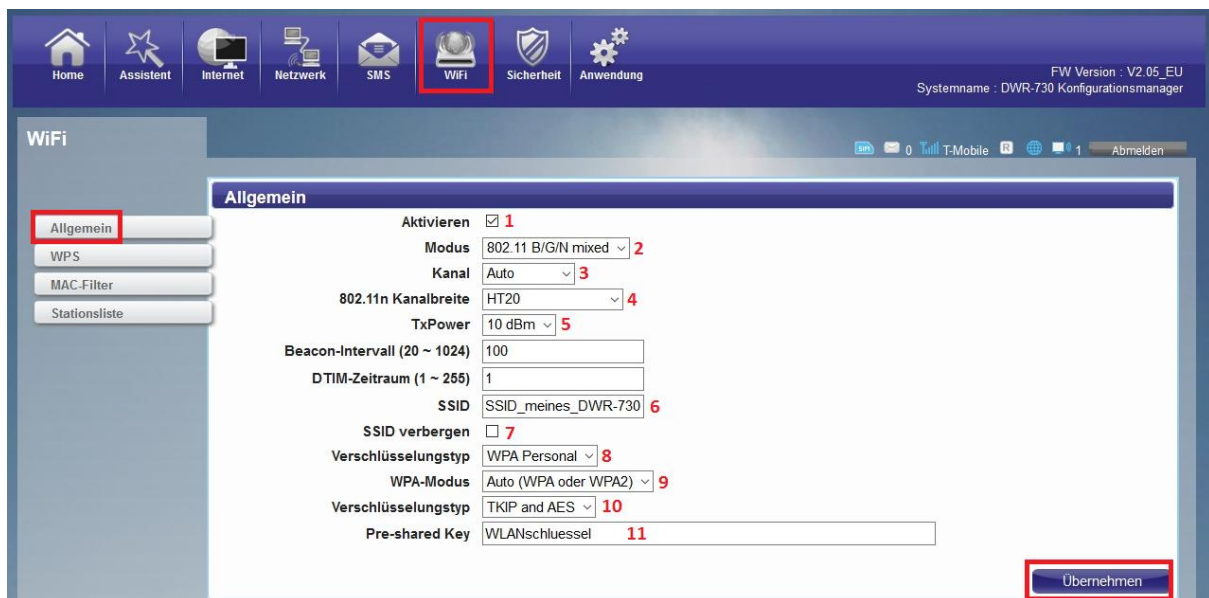 Home Assistent Internet Netzwerk SMS WiFi Sicherheit Anwendung
FW Version : V2.05_EU
Systemname : DWR-730 Konfigurationsmanager
WiFi
SIM 0 T-Mobile R 1 Abmelden
Allgemein
WPS
MAC-Filter
Stationsliste
Allgemein
Aktivieren 1
Modus 802.11 B/G/N mixed 2
Kanal Auto 3
802.11n Kanalbreite HT20 4
TxPower 10 dBm 5
Beacon-Intervall (20 ~ 1024) 100
DTIM-Zeitraum (1 ~ 255) 1
SSID SSID_meines_DWR-730 6
SSID verbergen 7
Verschlüsselungstyp WPA Personal 8
WPA-Modus Auto (WPA oder WPA2) 9
Verschlüsselungstyp TKIP and AES 10
Pre-shared Key WLANschluessel 11
Übernehmen